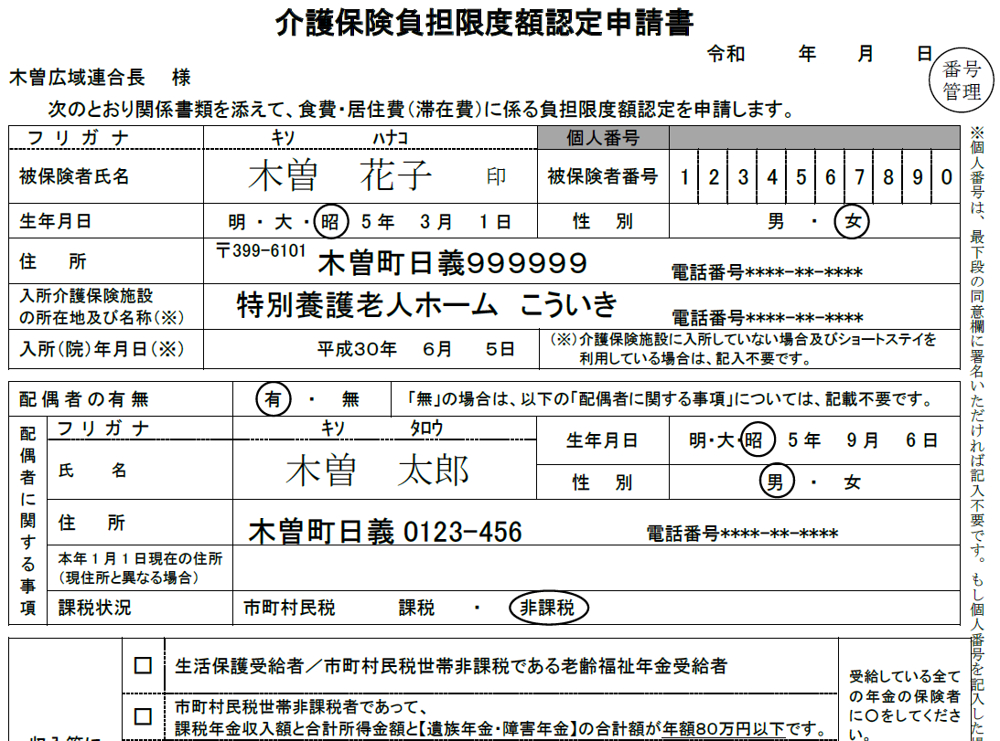 介護保険負担限度額認定申請書
令和　　年　　月　　日
番号
管理
木曽広域連合長　様
次のとおり関係書類を添えて、食費・居住費（滞在費）に係る負担限度額認定を申請します。
フリガナ　キソ　ハナコ　個人番号
被保険者氏名　木曽　花子　印　被保険者番号　1 2 3 4 5 6 7 8 9 0
生年月日　明・大・昭　5年　3月　1日　性　別　男　・　女
住　所　〒399-6101　木曽町日義999999　電話番号****-**-****
入所介護保険施設
の所在地及び名称（※）　特別養護老人ホーム　こういき　電話番号****-**-****
入所（院）年月日（※）　平成30年　6月　5日　（※）介護保険施設に入所していない場合及びショートステイを
利用している場合は、記入不要です。
配偶者の有無　有　・　無　「無」の場合は、以下の「配偶者に関する事項」については、記載不要です。
配偶者に関する事項
フリガナ　キソ　タロウ　生年月日　明・大・昭　5年　9月　6日
氏　名　木曽　太郎　性　別　男　・　女
住　所　木曽町日義 0123-456　電話番号****-**-****
本年1月1日現在の住所
（現住所と異なる場合）
課税状況　市町村民税　課税　・　非課税
□　生活保護受給者／市町村民税世帯非課税である老齢福祉年金受給者
□　市町村民税世帯非課税者であって、
課税年金収入額と合計所得金額と【遺族年金・障害年金】の合計額が年額80万円以下です。
受給している全て
の年金の保険者
に○をしてくださ
い。
収入等に
※個人番号は、最下段の同意欄に署名いただければ記入不要です。もし個人番号を記入した